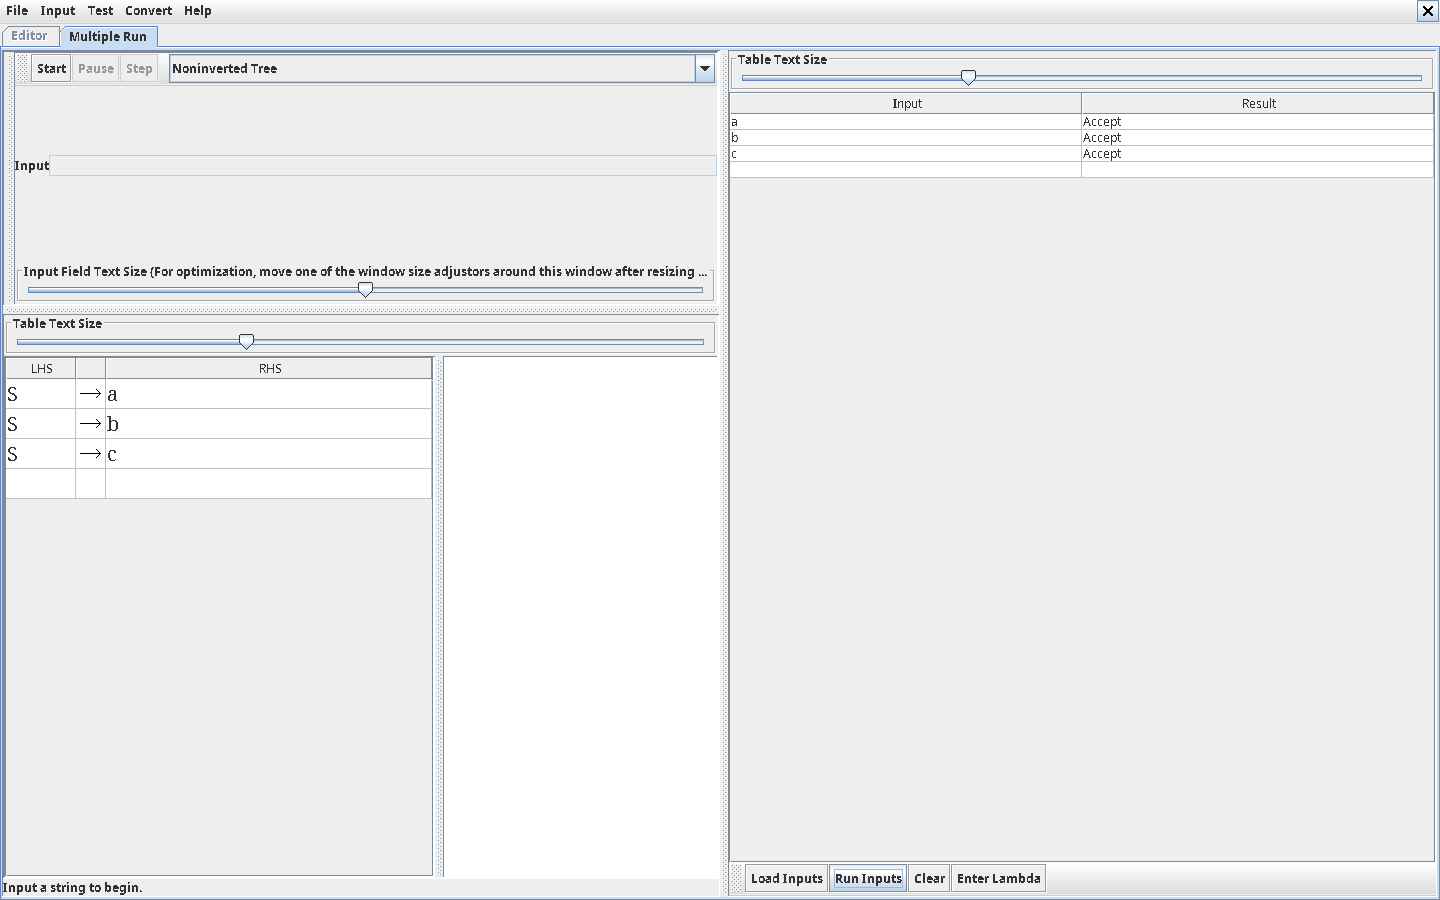 File Input Test Convert Help
Editor Multiple Run
Start Pause Step Noninverted Tree
Input
Input Field Text Size (For optimization, move one of the window size adjustors around this window after resizing ...
Table Text Size
LHS RHS
S → a
S → b
S → c
Input a string to begin.
Table Text Size
Input Result
a Accept
b Accept
c Accept
Load Inputs Run Inputs Clear Enter Lambda